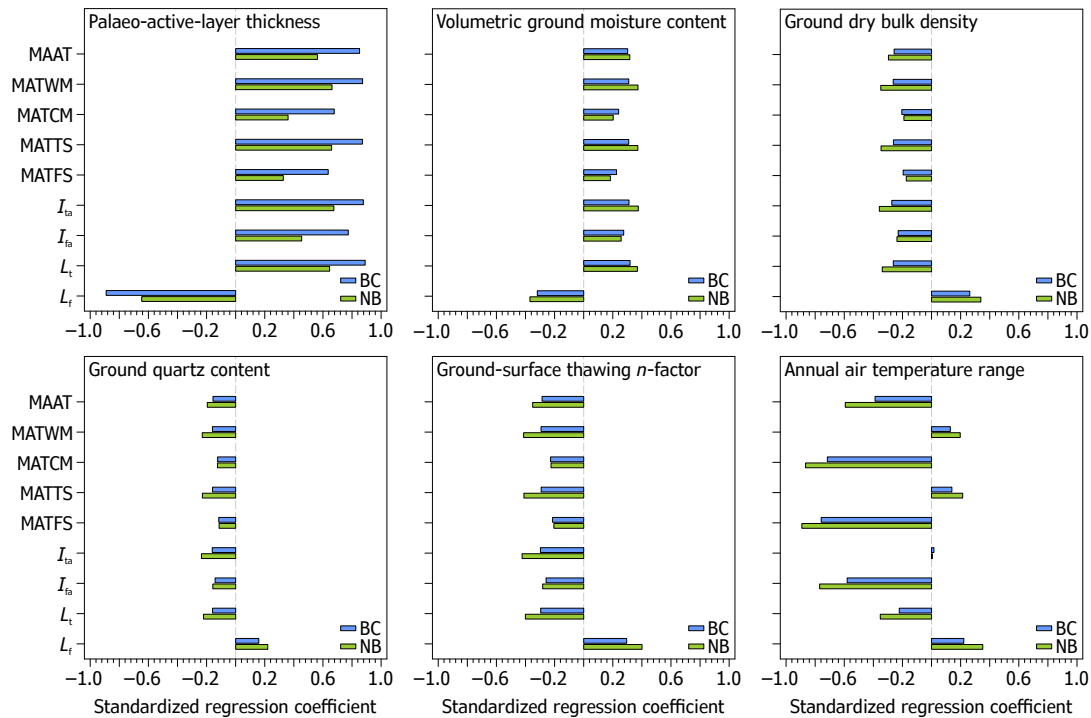 Palaeo-active-layer thickness
Volumetric ground moisture content
Ground dry bulk density
MAAT
MATWM
MATCM
MATTS
MATFS
Ita
Ifa
Lt
Lf
BC
NB
BC
NB
BC
NB
−1.0 −0.6 −0.2 0.2 0.6 1.0
−1.0 −0.6 −0.2 0.2 0.6 1.0
−1.0 −0.6 −0.2 0.2 0.6 1.0
Ground quartz content
Ground-surface thawing n-factor
Annual air temperature range
MAAT
MATWM
MATCM
MATTS
MATFS
Ita
Ifa
Lt
Lf
BC
NB
BC
NB
BC
NB
−1.0 −0.6 −0.2 0.2 0.6 1.0
−1.0 −0.6 −0.2 0.2 0.6 1.0
−1.0 −0.6 −0.2 0.2 0.6 1.0
Standardized regression coefficient
Standardized regression coefficient
Standardized regression coefficient